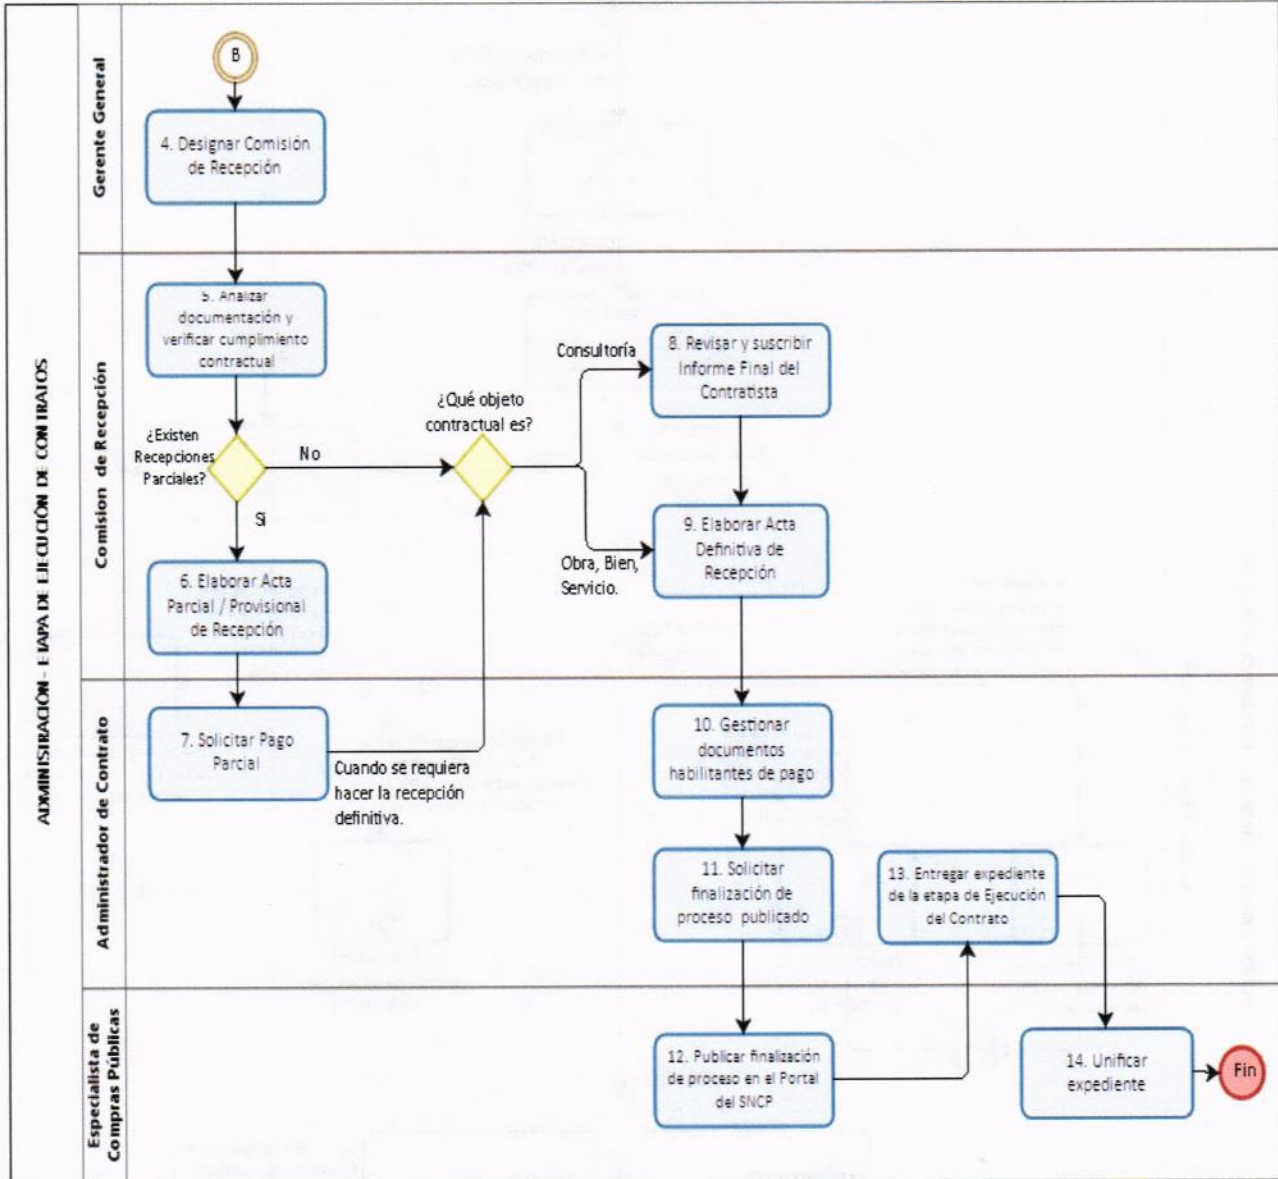 ADMINISTRACIÓN - ETAPA DE EJECUCIÓN DE CONTRATOS
Gerente General
B
4. Designar Comisión
de Recepción
Comision de Recepción
5. Analizar
documentación y
verificar cumplimiento
contractual
¿Existen
Recepciones
Parciales?
No
Si
6. Elaborar Acta
Parcial / Provisional
de Recepción
¿Qué objeto
contractual es?
Consultoría
Obra, Bien,
Servicio.
8. Revisar y suscribir
Informe Final del
Contratista
9. Elaborar Acta
Definitiva de
Recepción
Administrador de Contrato
7. Solicitar Pago
Parcial
Cuando se requiera
hacer la recepción
definitiva.
10. Gestionar
documentos
habilitantes de pago
11. Solicitar
finalización de
proceso publicado
13. Entregar expediente
de la etapa de Ejecución
del Contrato
Especialista de
Compras Públicas
12. Publicar finalización
de proceso en el Portal
del SNCP
14. Unificar
expediente
Fin